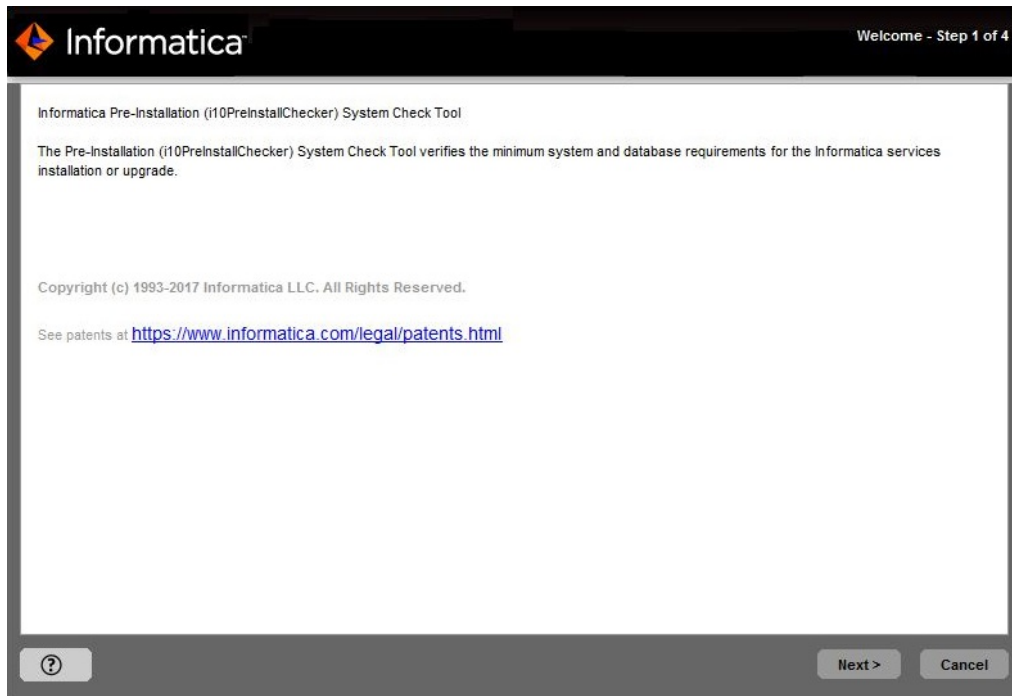 Informatica
Welcome - Step 1 of 4
Informatica Pre-Installation (i10PreInstallChecker) System Check Tool
The Pre-Installation (i10PreInstallChecker) System Check Tool verifies the minimum system and database requirements for the Informatica services
installation or upgrade.
Copyright (c) 1993-2017 Informatica LLC. All Rights Reserved.
See patents at https://www.informatica.com/legal/patents.html
?
Next >
Cancel